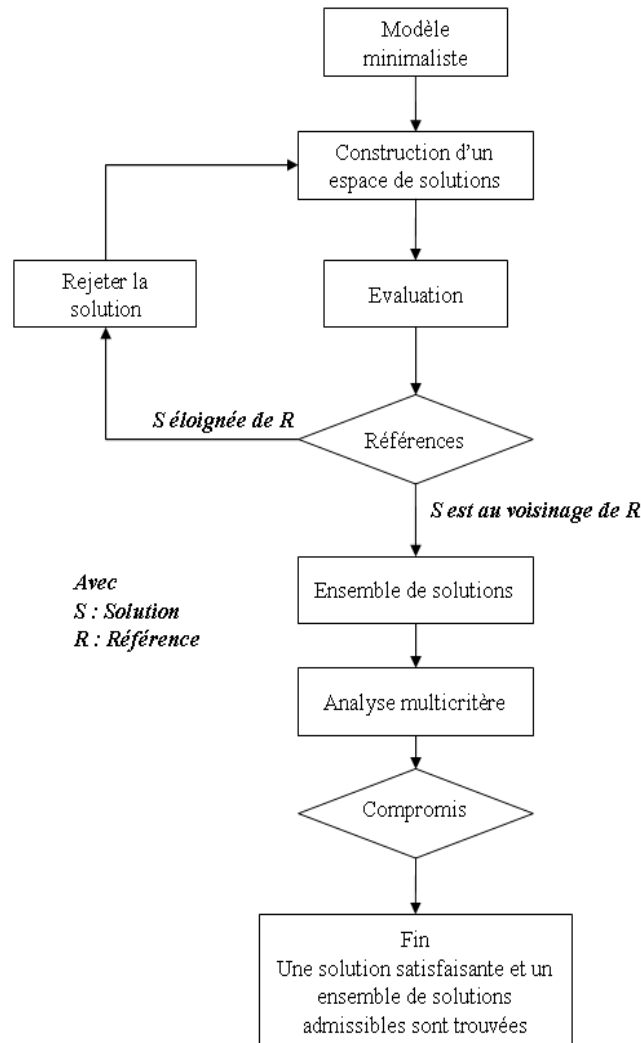 Modèle
minimaliste
Construction d'un
espace de solutions
Rejeter la
solution
Evaluation
S éloignée de R
Références
S est au voisinage de R
Avec
S : Solution
R : Référence
Ensemble de solutions
Analyse multicritère
Compromis
Fin
Une solution satisfaisante et un
ensemble de solutions
admissibles sont trouvées